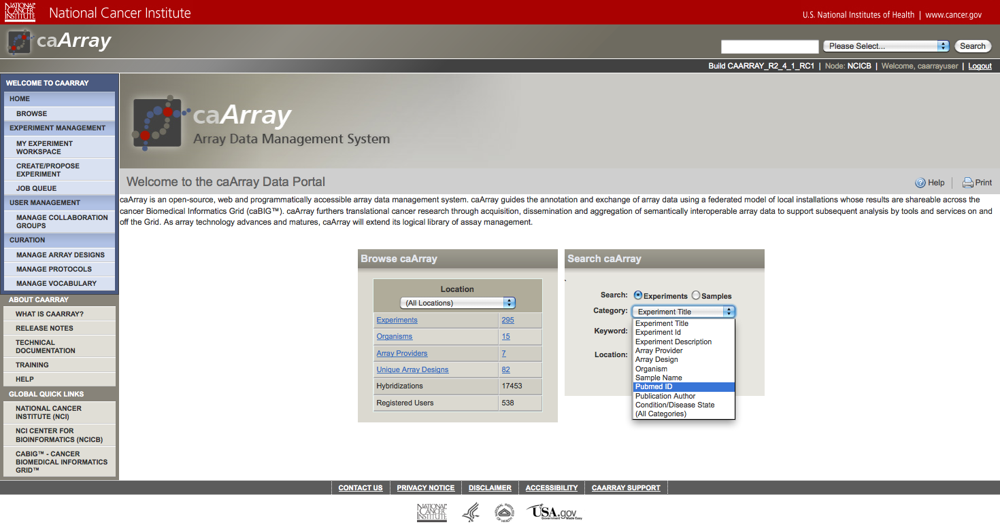 NATIONAL CANCER INSTITUTE
National Cancer Institute
U.S. National Institutes of Health | www.cancer.gov
caArray
Please Select...
Search
Build CAARRAY_R2_4_1_RC1 | Node: NCICB | Welcome, caarrayuser | Logout
WELCOME TO CAARRAY
HOME
BROWSE
EXPERIMENT MANAGEMENT
MY EXPERIMENT
WORKSPACE
CREATE/PROPOSE
EXPERIMENT
JOB QUEUE
USER MANAGEMENT
MANAGE COLLABORATION
GROUPS
CURATION
MANAGE ARRAY DESIGNS
MANAGE PROTOCOLS
MANAGE VOCABULARY
ABOUT CAARRAY
WHAT IS CAARRAY?
RELEASE NOTES
TECHNICAL
DOCUMENTATION
TRAINING
HELP
GLOBAL QUICK LINKS
NATIONAL CANCER
INSTITUTE (NCI)
NCI CENTER FOR
BIOINFORMATICS (NCICB)
CABIG™ - CANCER
BIOMEDICAL INFORMATICS
GRID™
caArray
Array Data Management System
Welcome to the caArray Data Portal
Help
Print
caArray is an open-source, web and programmatically accessible array data management system. caArray guides the annotation and exchange of array data using a federated model of local installations whose results are shareable across the
cancer Biomedical Informatics Grid (caBIG™). caArray furthers translational cancer research through acquisition, dissemination and aggregation of semantically interoperable array data to support subsequent analysis by tools and services on and
off the Grid. As array technology advances and matures, caArray will extend its logical library of assay management.
Browse caArray
Location
(All Locations)
Experiments 295
Organisms 15
Array Providers 7
Unique Array Designs 82
Hybridizations 17453
Registered Users 538
Search caArray
Search: Experiments Samples
Category: Experiment Title
Keyword:
Location:
Experiment Title
Experiment Id
Experiment Description
Array Provider
Array Design
Organism
Sample Name
Pubmed ID
Publication Author
Condition/Disease State
(All Categories)
CONTACT US
PRIVACY NOTICE
DISCLAIMER
ACCESSIBILITY
CAARRAY SUPPORT
NATIONAL CANCER INSTITUTE
USA.gov
Government Made Easy